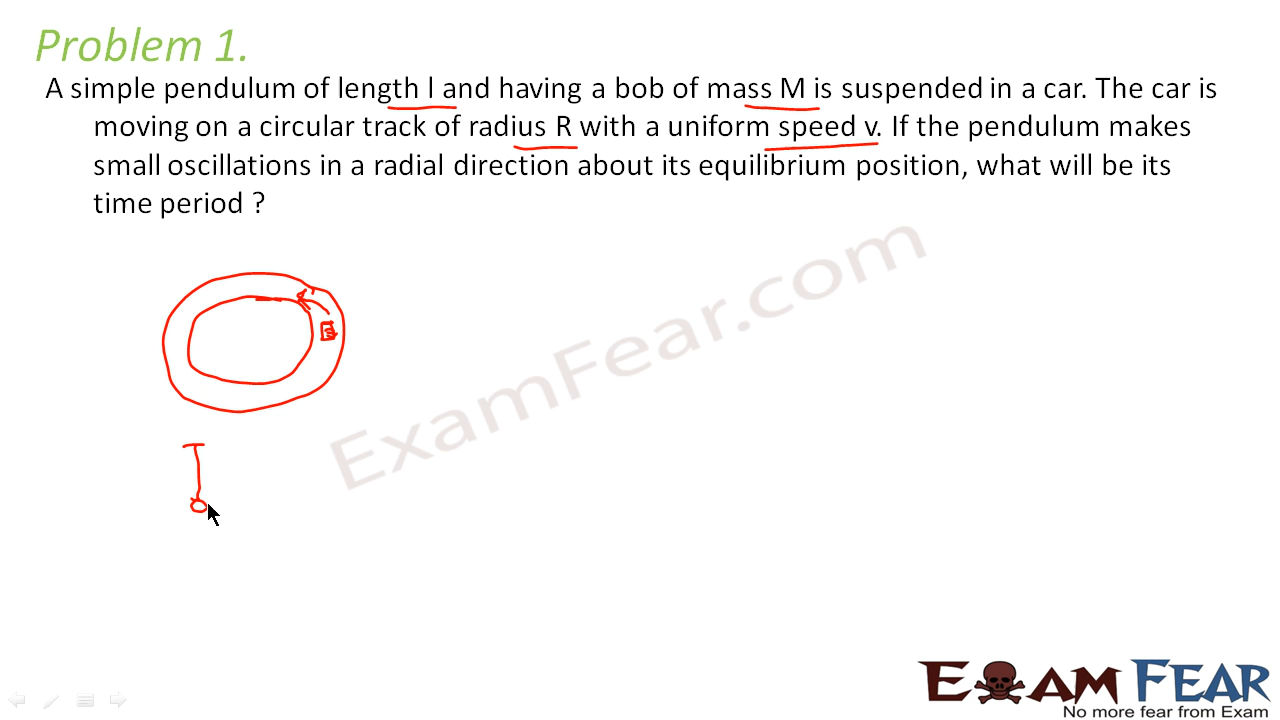 Problem 1.
A simple pendulum of length l and having a bob of mass M is suspended in a car. The car is
moving on a circular track of radius R with a uniform speed v. If the pendulum makes
small oscillations in a radial direction about its equilibrium position, what will be its
time period ?
ExamFear.com
EXAM FEAR
No more fear from Exam